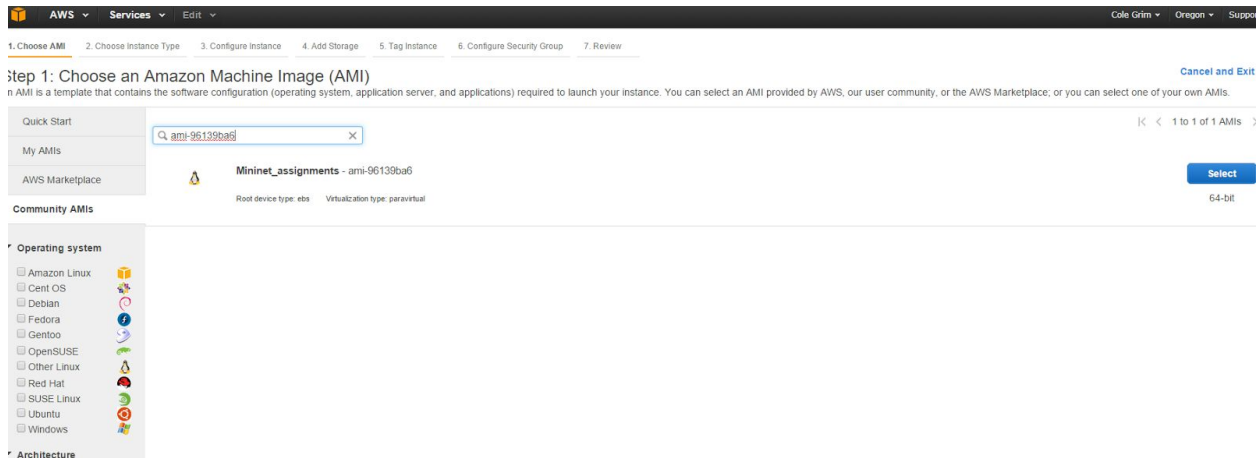 AWS Services Edit Cole Grim Oregon Suppo
1. Choose AMI 2. Choose Instance Type 3. Configure Instance 4. Add Storage 5. Tag Instance 6. Configure Security Group 7. Review
Step 1: Choose an Amazon Machine Image (AMI) Cancel and Exit
n AMI is a template that contains the software configuration (operating system, application server, and applications) required to launch your instance. You can select an AMI provided by AWS, our user community, or the AWS Marketplace; or you can select one of your own AMIs.
Quick Start
1 to 1 of 1 AMIs
ami-96139ba6
My AMIs
AWS Marketplace
Mininet_assignments - ami-96139ba6
Select
Root device type: ebs Virtualization type: paravirtual
64-bit
Community AMIs
Operating system
Amazon Linux
Cent OS
Debian
Fedora
Gentoo
OpenSUSE
Other Linux
Red Hat
SUSE Linux
Ubuntu
Windows
Architecture